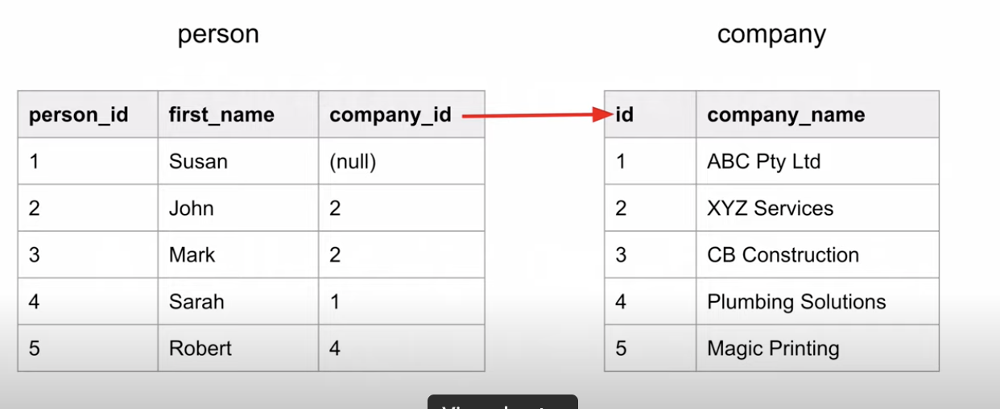 person
company
person_id first_name company_id
id company_name
1 Susan (null)
1 ABC Pty Ltd
2 John 2
2 XYZ Services
3 Mark 2
3 CB Construction
4 Sarah 1
4 Plumbing Solutions
5 Robert 4
5 Magic Printing